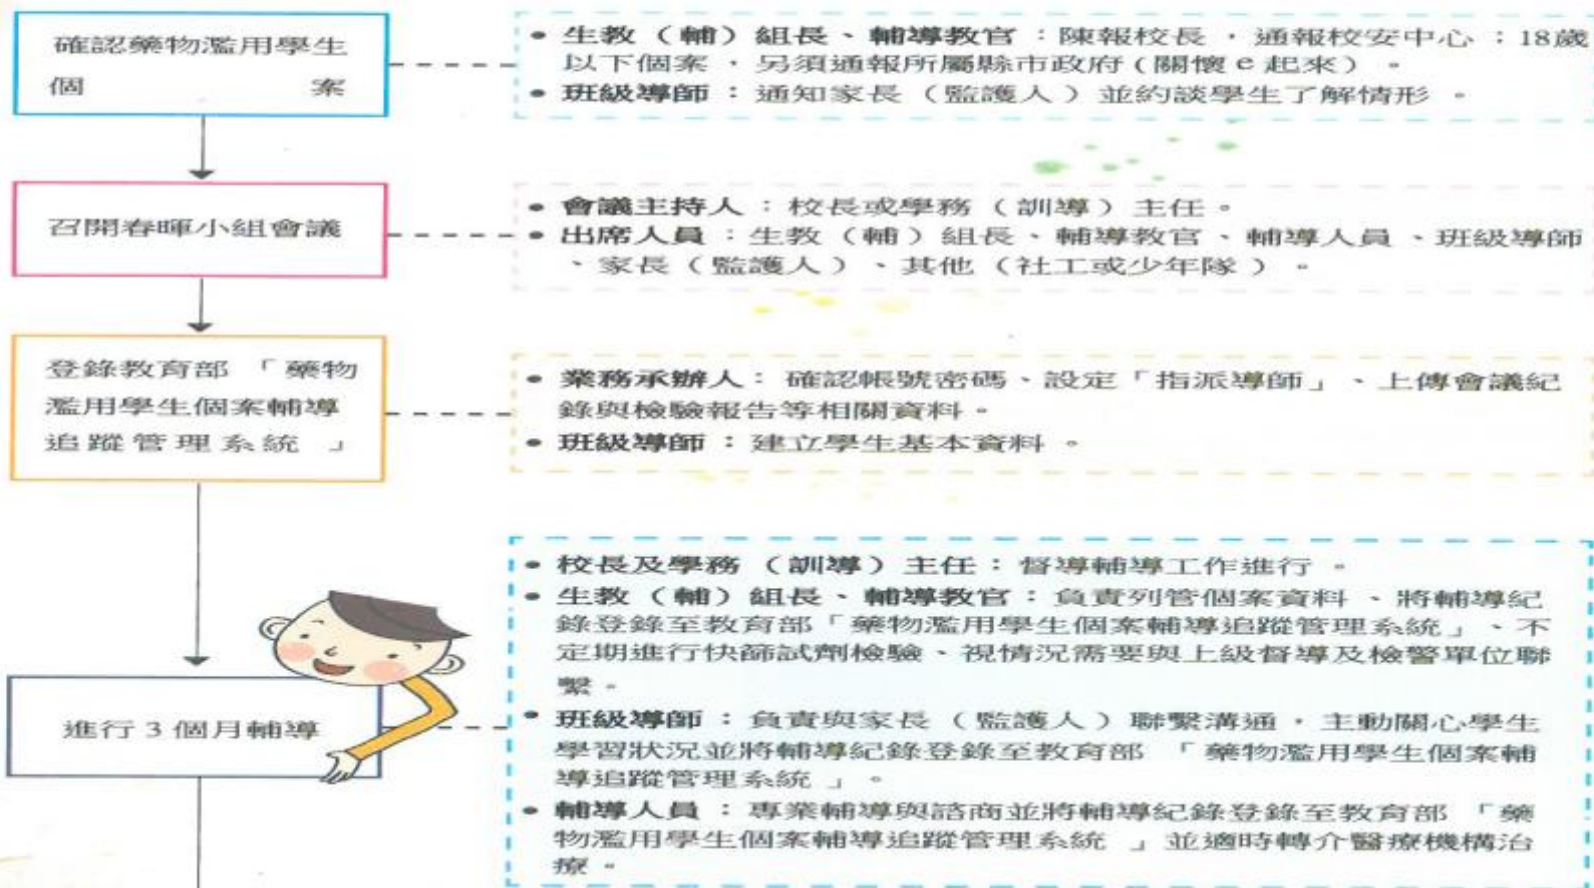 確認藥物濫用學生
個案
• 生教（輔）組長、輔導教官：陳報校長，通報校安中心；18歲
以下個案，另須通報所屬縣市政府(關懷 e 起來）。
• 班級導師：通知家長（監護人）並約談學生了解情形。
召開春暉小組會議
• 會議主持人：校長或學務（訓導）主任。
• 出席人員：生教（輔）組長、輔導教官、輔導人員、班級導師
、家長（監護人）、其他（社工或少年隊）。
登錄教育部「藥物
濫用學生個案輔導
追蹤管理系統」
• 業務承辦人：確認帳號密碼、設定「指派導師」、上傳會議紀
錄與檢驗報告等相關資料。
• 班級導師：建立學生基本資料。
進行 3 個月輔導
• 校長及學務（訓導）主任：督導輔導工作進行。
• 生教（輔）組長、輔導教官：負責列管個案資料、將輔導紀
錄登錄至教育部「藥物濫用學生個案輔導追蹤管理系統」、不
定期進行快篩試劑檢驗、視情況需要與上級督導及檢警單位聯
繫。
• 班級導師：負責與家長（監護人）聯繫溝通，主動關心學生
學習狀況並將輔導紀錄登錄至教育部「藥物濫用學生個案輔
導追蹤管理系統」。
• 輔導人員：專業輔導與諮商並將輔導紀錄登錄至教育部「藥
物濫用學生個案輔導追蹤管理系統」並適時轉介醫療機構治
療。